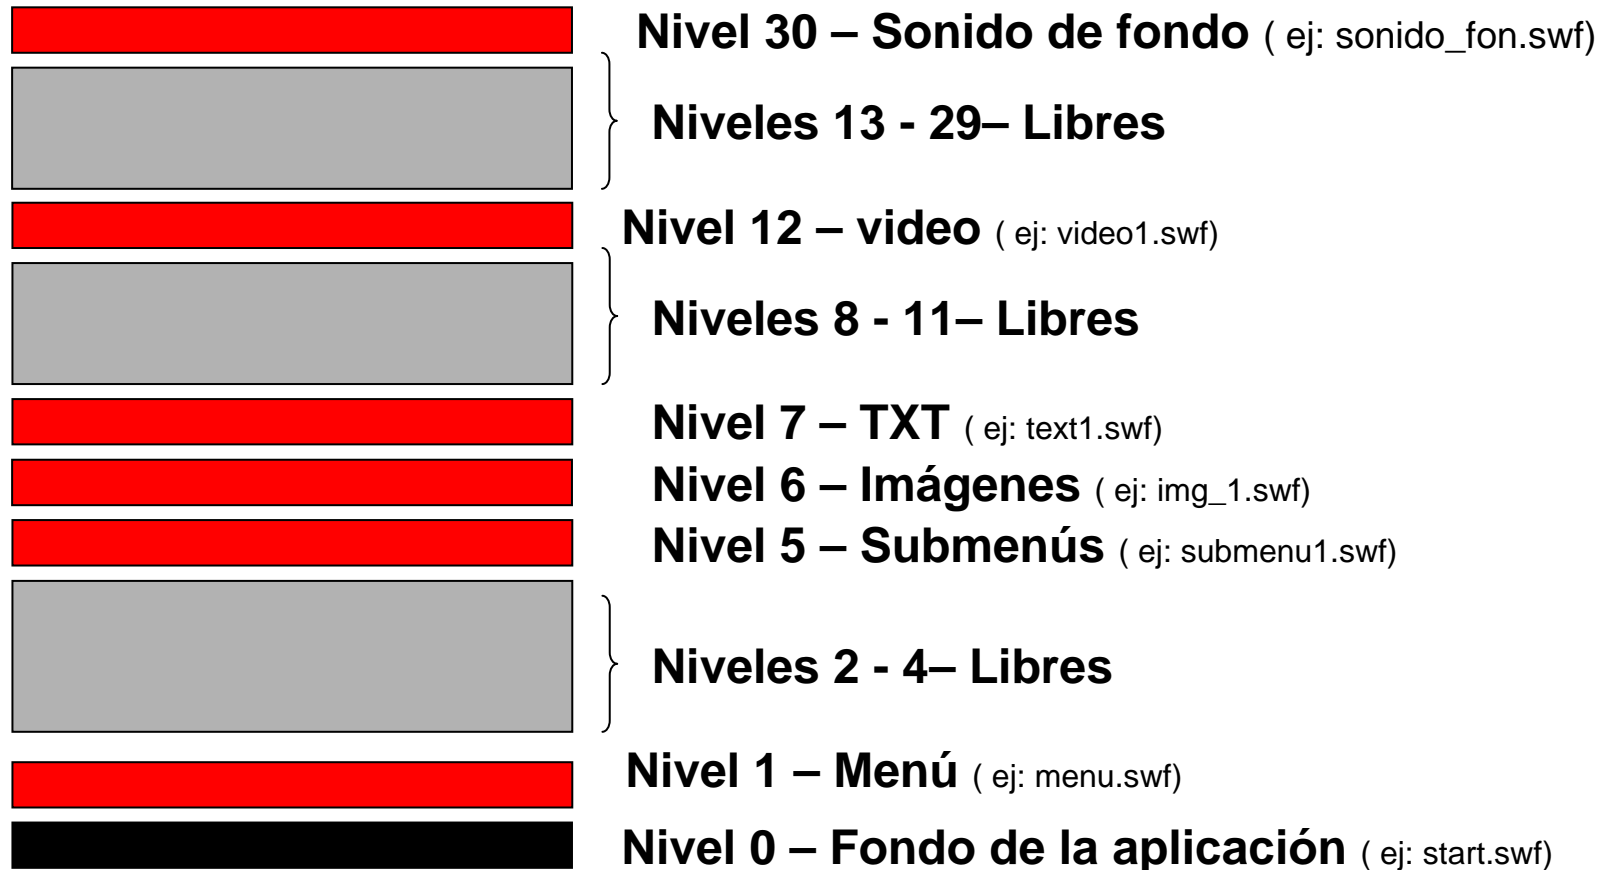 Nivel 30 – Sonido de fondo ( ej: sonido_fon.swf)
Niveles 13 - 29– Libres
Nivel 12 – video ( ej: video1.swf)
Niveles 8 - 11– Libres
Nivel 7 – TXT ( ej: text1.swf)
Nivel 6 – Imágenes ( ej: img_1.swf)
Nivel 5 – Submenús ( ej: submenu1.swf)
Niveles 2 - 4– Libres
Nivel 1 – Menú ( ej: menu.swf)
Nivel 0 – Fondo de la aplicación ( ej: start.swf)